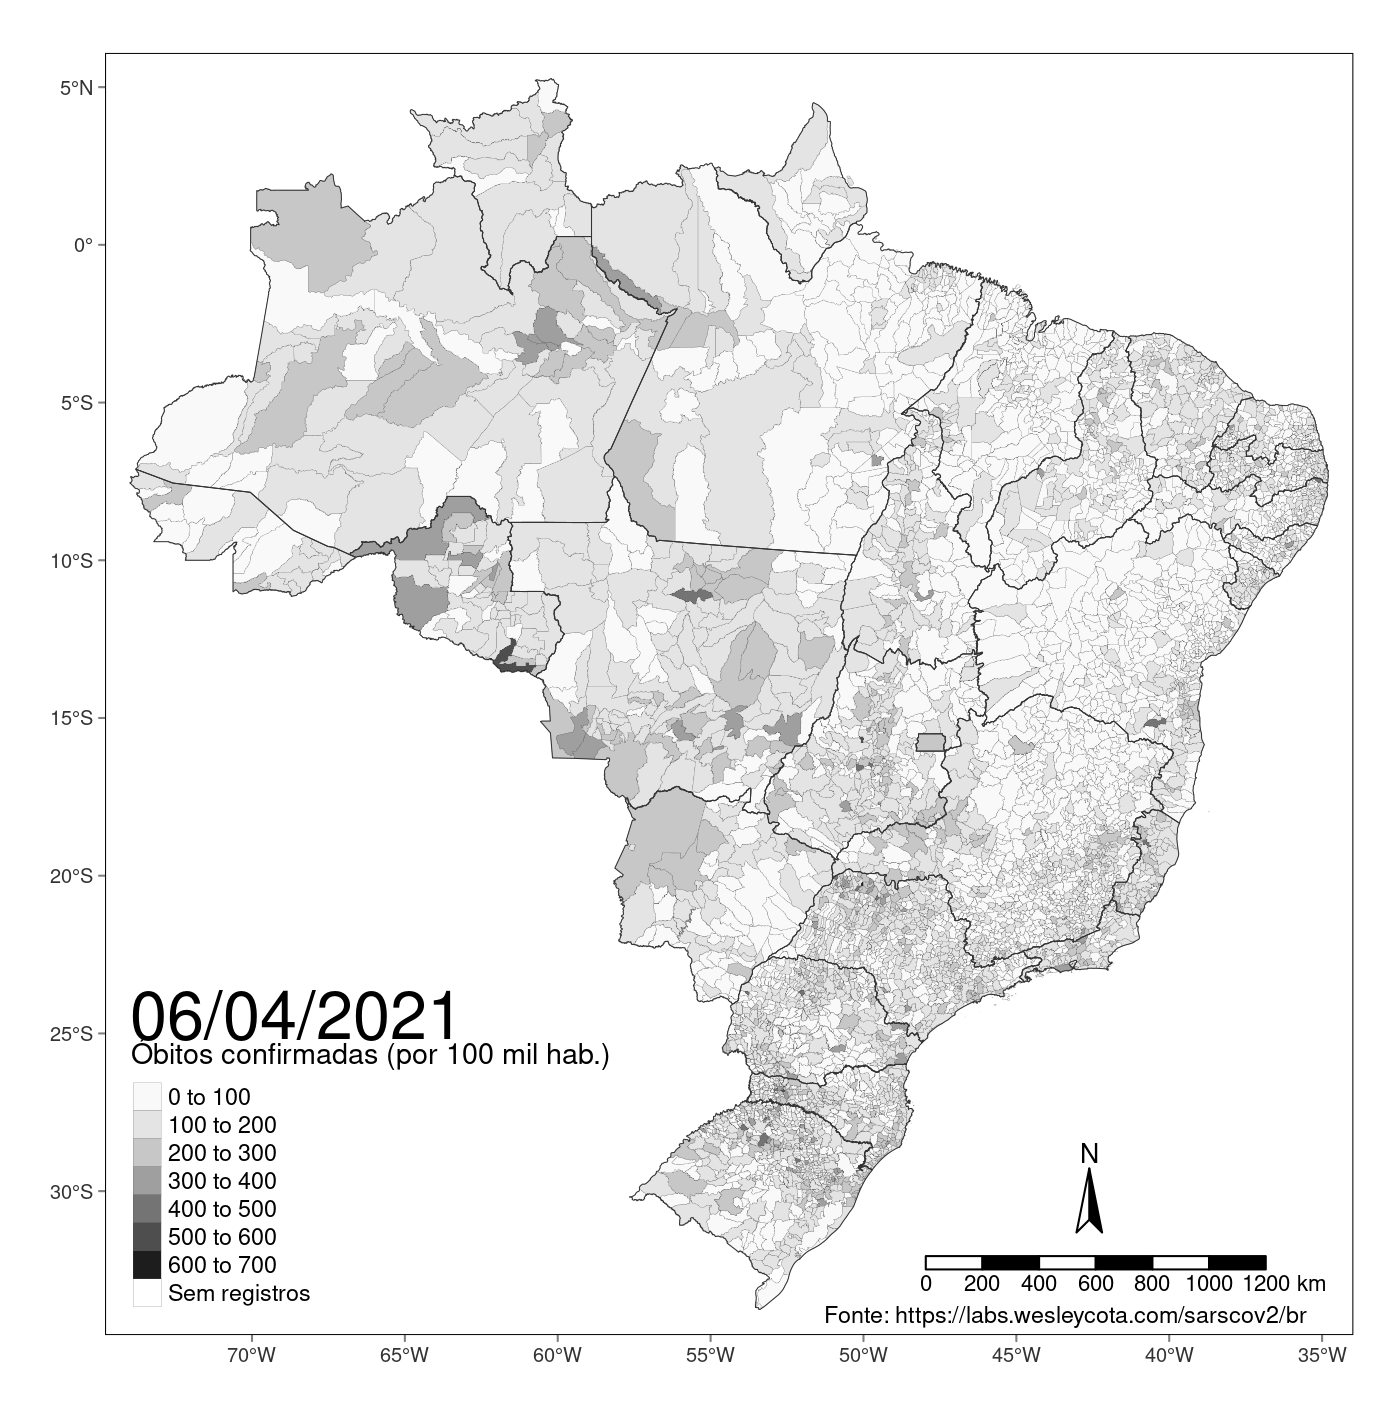 5°N
0°
5°S
10°S
15°S
20°S
25°S
30°S
06/04/2021
Óbitos confirmadas (por 100 mil hab.)
0 to 100
100 to 200
200 to 300
300 to 400
400 to 500
500 to 600
600 to 700
Sem registros
N
0 200 400 600 800 1000 1200 km
Fonte: https://labs.wesleycota.com/sarscov2/br
70°W 65°W 60°W 55°W 50°W 45°W 40°W 35°W